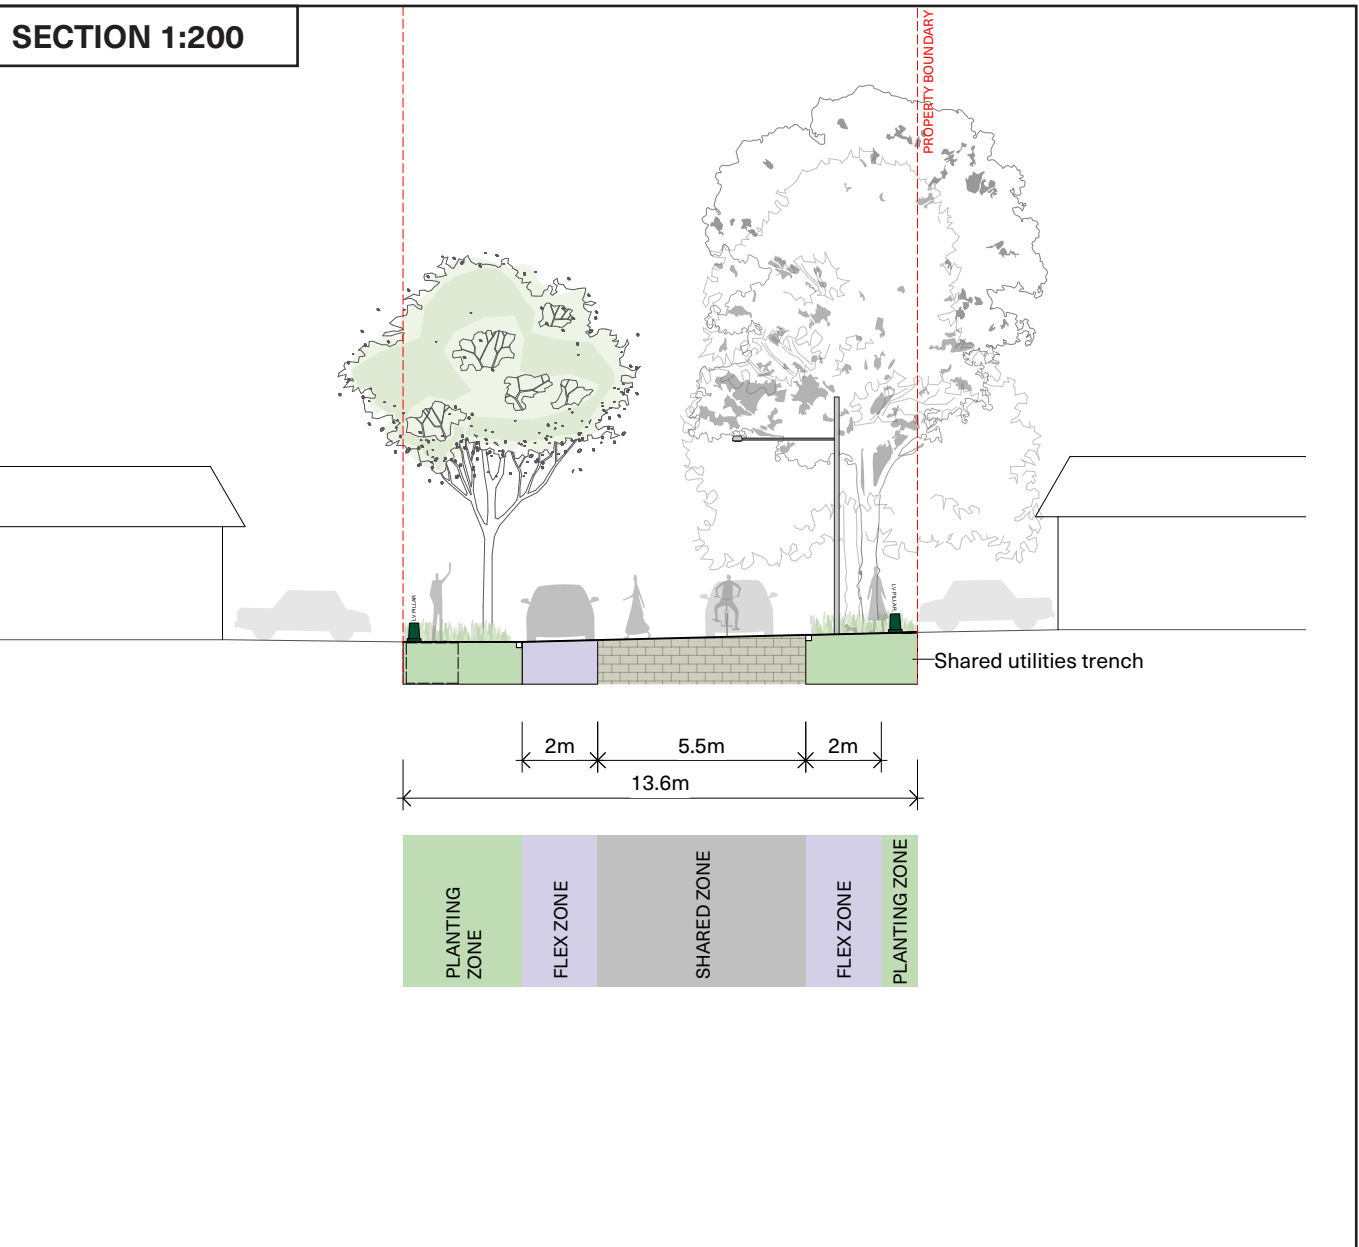 SECTION 1:200
PROPERTY BOUNDARY
LV PILLAR
LV PILLAR
Shared utilities trench
2m
5.5m
2m
13.6m
PLANTING
ZONE
FLEX ZONE
SHARED ZONE
FLEX ZONE
PLANTING ZONE